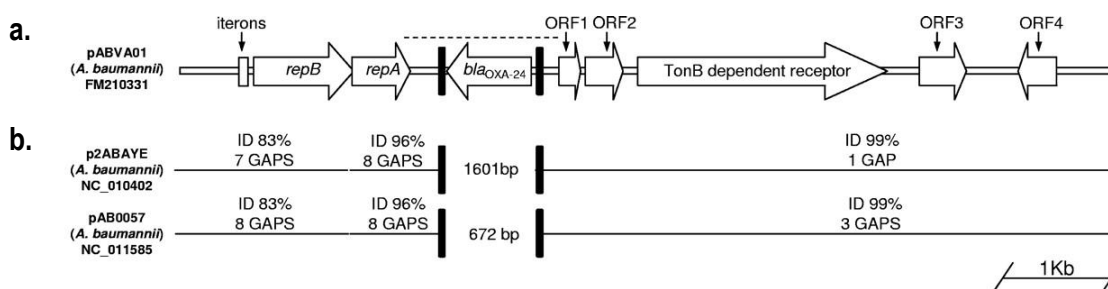 a.
iterons
ORF1 ORF2 ORF3 ORF4
pABVA01
(A. baumannii)
FM210331
repB repA blaOXA-24 TonB dependent receptor
b.
p2ABAYE
(A. baumannii)
NC_010402
ID 83%
7 GAPS
ID 96%
8 GAPS
1601bp
ID 99%
1 GAP
pAB0057
(A. baumannii)
NC_011585
ID 83%
8 GAPS
ID 96%
8 GAPS
672 bp
ID 99%
3 GAPS
1Kb